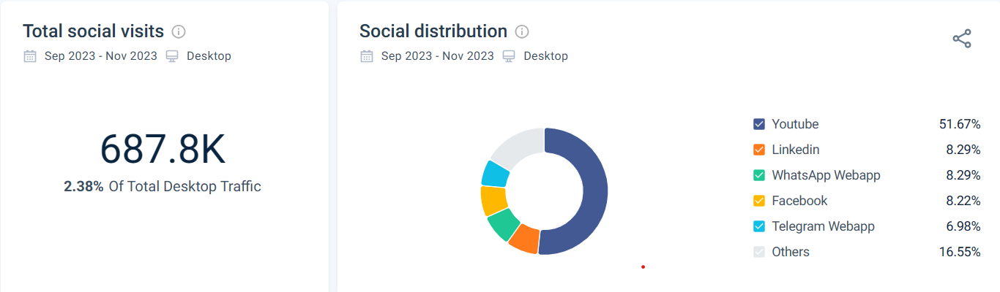 Total social visits
Sep 2023 - Nov 2023 Desktop
687.8K
2.38% Of Total Desktop Traffic
Social distribution
Sep 2023 - Nov 2023 Desktop
Youtube 51.67%
Linkedin 8.29%
WhatsApp Webapp 8.29%
Facebook 8.22%
Telegram Webapp 6.98%
Others 16.55%